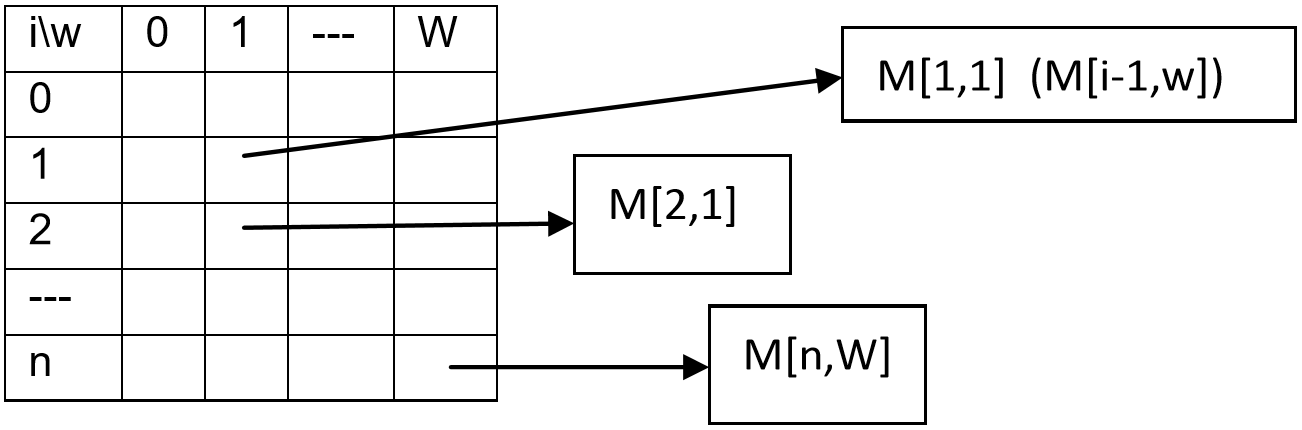 i\w 0 1 --- W
0
1
2
---
n
M[1,1] (M[i-1,w])
M[2,1]
M[n,W]